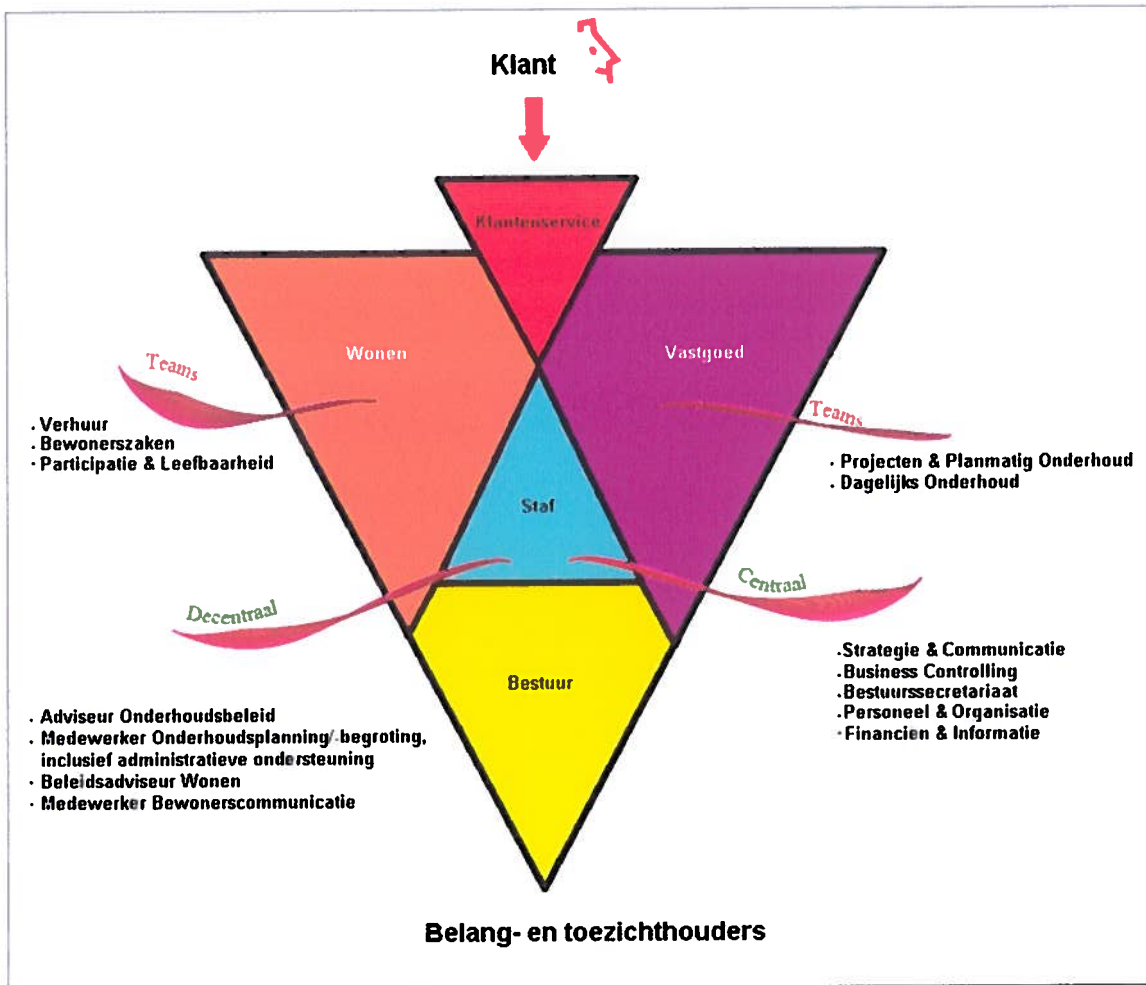 Klant
Klantenservice
Wonen
Vastgoed
Teams
• Verhuur
• Bewonerszaken
• Participatie & Leefbaarheid
Teams
• Projecten & Planmatig Onderhoud
• Dagelijks Onderhoud
Staf
Decentraal
Centraal
Bestuur
• Adviseur Onderhoudsbeleid
• Medewerker Onderhoudsplanning/-begroting,
inclusief administratieve ondersteuning
• Beleidsadviseur Wonen
• Medewerker Bewonerscommunicatie
•Strategie & Communicatie
•Business Controlling
•Bestuurssecretariaat
•Personeel & Organisatie
•Financien & Informatie
Belang- en toezichthouders